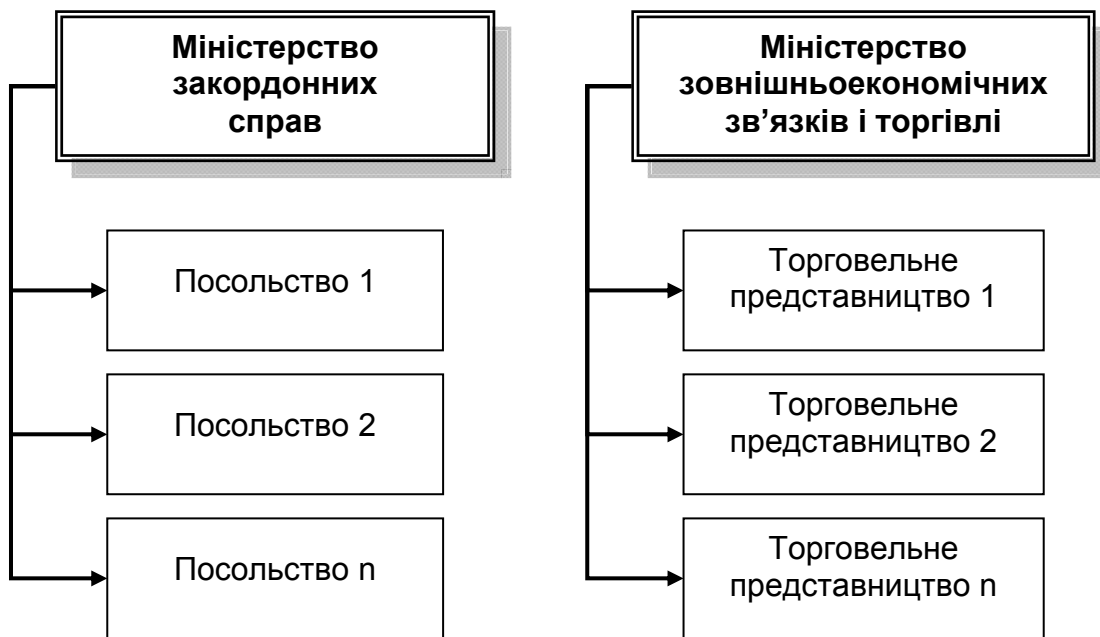 Міністерство
закордонних
справ
Посольство 1
Посольство 2
Посольство n
Міністерство
зовнішньоекономічних
зв’язків і торгівлі
Торговельне
представництво 1
Торговельне
представництво 2
Торговельне
представництво n